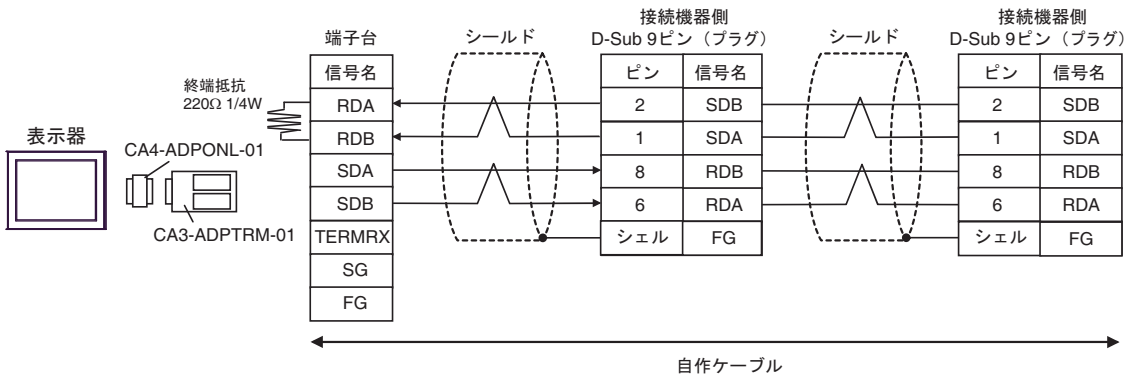 接続機器側
D-Sub 9ピン（プラグ）
接続機器側
D-Sub 9ピン（プラグ）
端子台
シールド
シールド
信号名
ピン 信号名
ピン 信号名
終端抵抗
220Ω 1/4W
RDA
2 SDB
2 SDB
RDB
1 SDA
1 SDA
表示器
CA4-ADPONL-01
SDA
8 RDB
8 RDB
SDB
6 RDA
6 RDA
CA3-ADPTRM-01
TERMRX
シェル FG
シェル FG
SG
FG
自作ケーブル